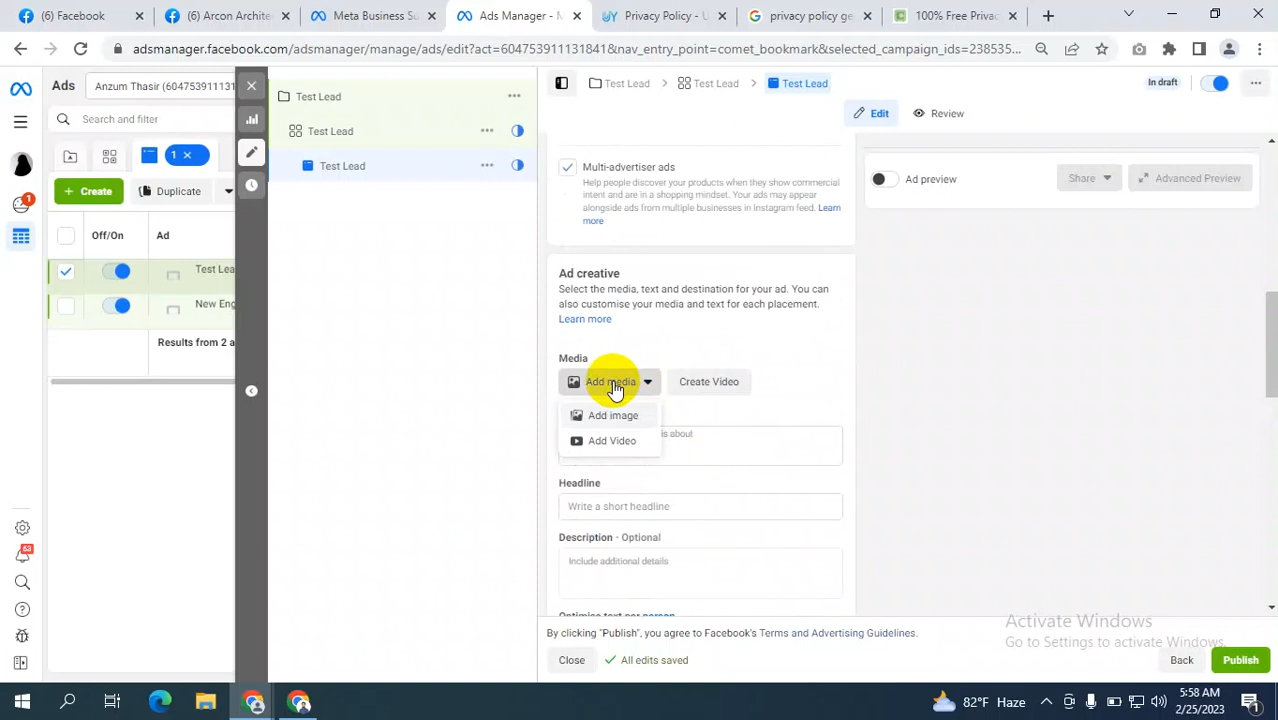 (2) Facebook
(2) Arcon Archite
Meta Business Su
Ads Manager - M
Privacy Policy - U
privacy policy ge
100% Free Privac
adsmanager.facebook.com/adsmanager/manage/ads/edit?act=604753911131841&nav_entry_point=comet_bookmark&selected_campaign_ids=238535...
Ads
Anzum Thasir (60475391113
Search and filter
1
Create
Duplicate
Off/On
Ad
Test Lea
New Eng
Results from 2 a
Test Lead
Test Lead
Test Lead
Test Lead
Test Lead
Test Lead
In draft
Edit
Review
Multi-advertiser ads
Help people discover your products when they show commercial
intent and are in a shopping mindset. Your ads may appear
alongside ads from multiple businesses in Instagram feed. Learn
more
Ad preview
Share
Advanced Preview
Ad creative
Select the media, text and destination for your ad. You can
also customise your media and text for each placement.
Learn more
Media
Add media
Create Video
Add image
Add Video
is about
Headline
Write a short headline
Description · Optional
Include additional details
Optimise text per person
By clicking "Publish", you agree to Facebook's Terms and Advertising Guidelines.
Close
All edits saved
Back
Publish
Activate Windows
Go to Settings to activate Windows.
1
53
82°F Haze
5:58 AM
2/25/2023
1